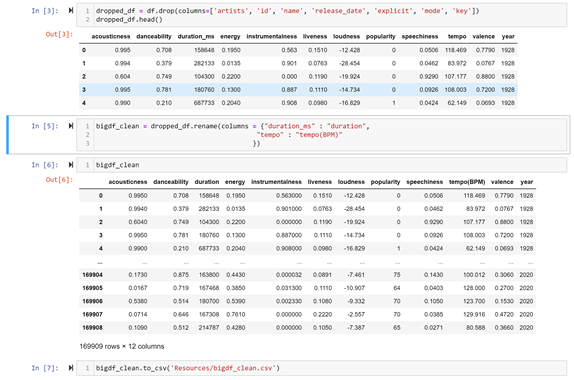 In [3]: 1 dropped_df = df.drop(columns=['artists', 'id', 'name', 'release_date', 'explicit', 'mode', 'key'])
2 dropped_df.head()
Out[3]: acousticness danceability duration_ms energy instrumentalness liveness loudness popularity speechiness tempo valence year
0 0.995 0.708 158648 0.1950 0.563 0.1510 -12.428 0 0.0506 118.469 0.7790 1928
1 0.994 0.379 282133 0.0135 0.901 0.0763 -28.454 0 0.0462 83.972 0.0767 1928
2 0.604 0.749 104300 0.2200 0.000 0.1190 -19.924 0 0.9290 107.177 0.8800 1928
3 0.995 0.781 180760 0.1300 0.887 0.1110 -14.734 0 0.0926 108.003 0.7200 1928
4 0.990 0.210 687733 0.2040 0.908 0.0980 -16.829 1 0.0424 62.149 0.0693 1928
In [5]: 1 bigdf_clean = dropped_df.rename(columns = {"duration_ms" : "duration",
2 "tempo" : "tempo(BPM)"
3 })
In [6]: 1 bigdf_clean
Out[6]: acousticness danceability duration energy instrumentalness liveness loudness popularity speechiness tempo(BPM) valence year
0 0.9950 0.708 158648 0.1950 0.563000 0.1510 -12.428 0 0.0506 118.469 0.7790 1928
1 0.9940 0.379 282133 0.0135 0.901000 0.0763 -28.454 0 0.0462 83.972 0.0767 1928
2 0.6040 0.749 104300 0.2200 0.000000 0.1190 -19.924 0 0.9290 107.177 0.8800 1928
3 0.9950 0.781 180760 0.1300 0.887000 0.1110 -14.734 0 0.0926 108.003 0.7200 1928
4 0.9900 0.210 687733 0.2040 0.908000 0.0980 -16.829 1 0.0424 62.149 0.0693 1928
... ... ... ... ... ... ... ... ... ... ... ... ...
169904 0.1730 0.875 163800 0.4430 0.000032 0.0891 -7.461 75 0.1430 100.012 0.3060 2020
169905 0.0167 0.719 167468 0.3850 0.031300 0.1110 -10.907 64 0.0403 128.000 0.2700 2020
169906 0.5380 0.514 180700 0.5390 0.002330 0.1080 -9.332 70 0.1050 123.700 0.1530 2020
169907 0.0714 0.646 167308 0.7610 0.000000 0.2220 -2.557 70 0.0385 129.916 0.4720 2020
169908 0.1090 0.512 214787 0.4280 0.000000 0.1050 -7.387 65 0.0271 80.588 0.3660 2020
169909 rows × 12 columns
In [7]: 1 bigdf_clean.to_csv('Resources/bigdf_clean.csv')